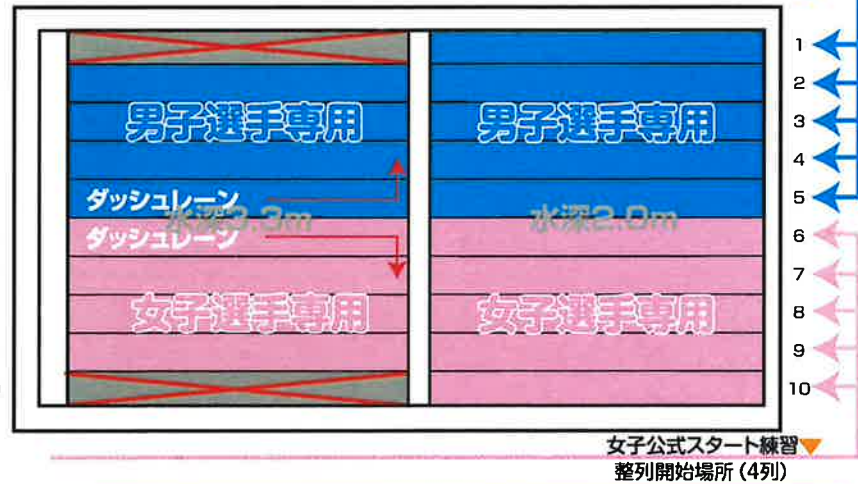 1
2
男子選手専用 男子選手専用
3
4
ダッシュレーン
5
水深3.3m 水深2.0m
ダッシュレーン
6
7
女子選手専用 女子選手専用
8
9
10
女子公式スタート練習
整列開始場所(4列)